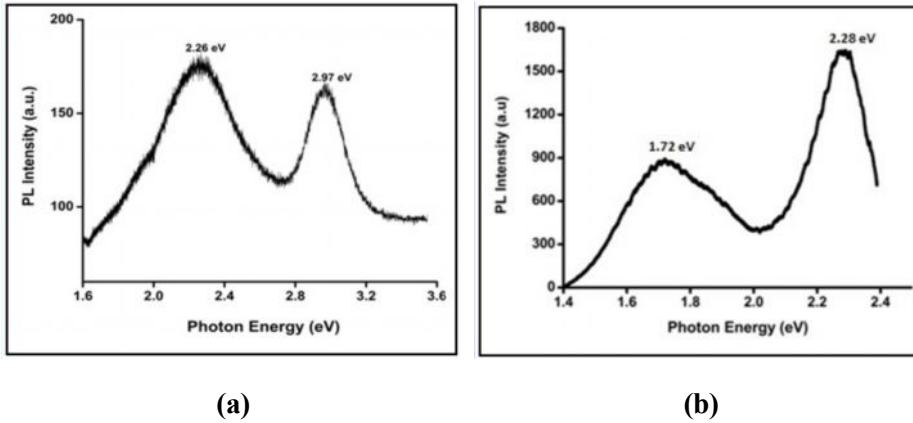 200
150
100
1.6 2.0 2.4 2.8 3.2 3.6
PL Intensity (a.u.)
Photon Energy (eV)
2.26 eV
2.97 eV
(a)
1800
1500
1200
900
600
300
0
1.4 1.6 1.8 2.0 2.2 2.4
PL Intensity (a.u)
Photon Energy (eV)
1.72 eV
2.28 eV
(b)